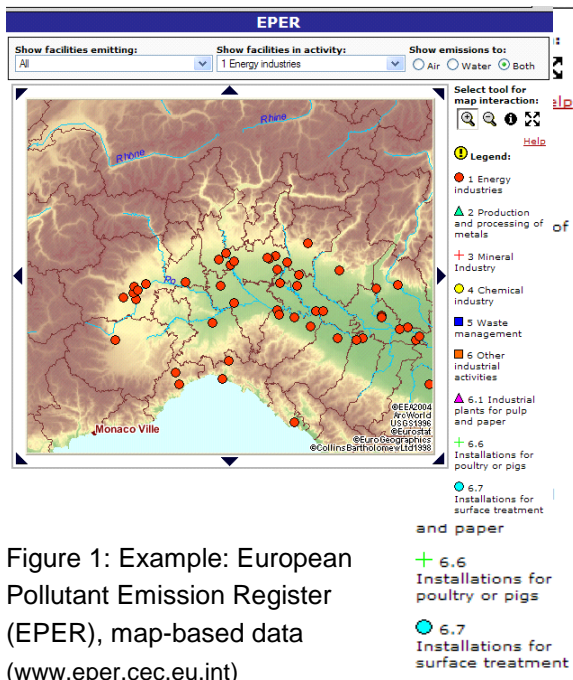 EPER
Show facilities emitting:
Show facilities in activity:
Show emissions to:
All
1 Energy industries
Air Water Both
Select tool for
map interaction:
Help
Legend:
1 Energy
industries
2 Production
and processing of
metals
3 Mineral
Industry
4 Chemical
industry
5 Waste
management
6 Other
industrial
activities
6.1 Industrial
plants for pulp
and paper
6.6
Installations for
poultry or pigs
6.7
Installations for
surface treatment
Rhine
Rhône
Po
Monaco Ville
©EEA2004
ArcWorld
USGS1996
©Eurostat
©EuroGeographics
©CollinsBartholomewLtd1998
elp
of
and paper
6.6
Installations for
poultry or pigs
6.7
Installations for
surface treatment
Figure 1: Example: European
Pollutant Emission Register
(EPER), map-based data
(www.eper.cec.eu.int)